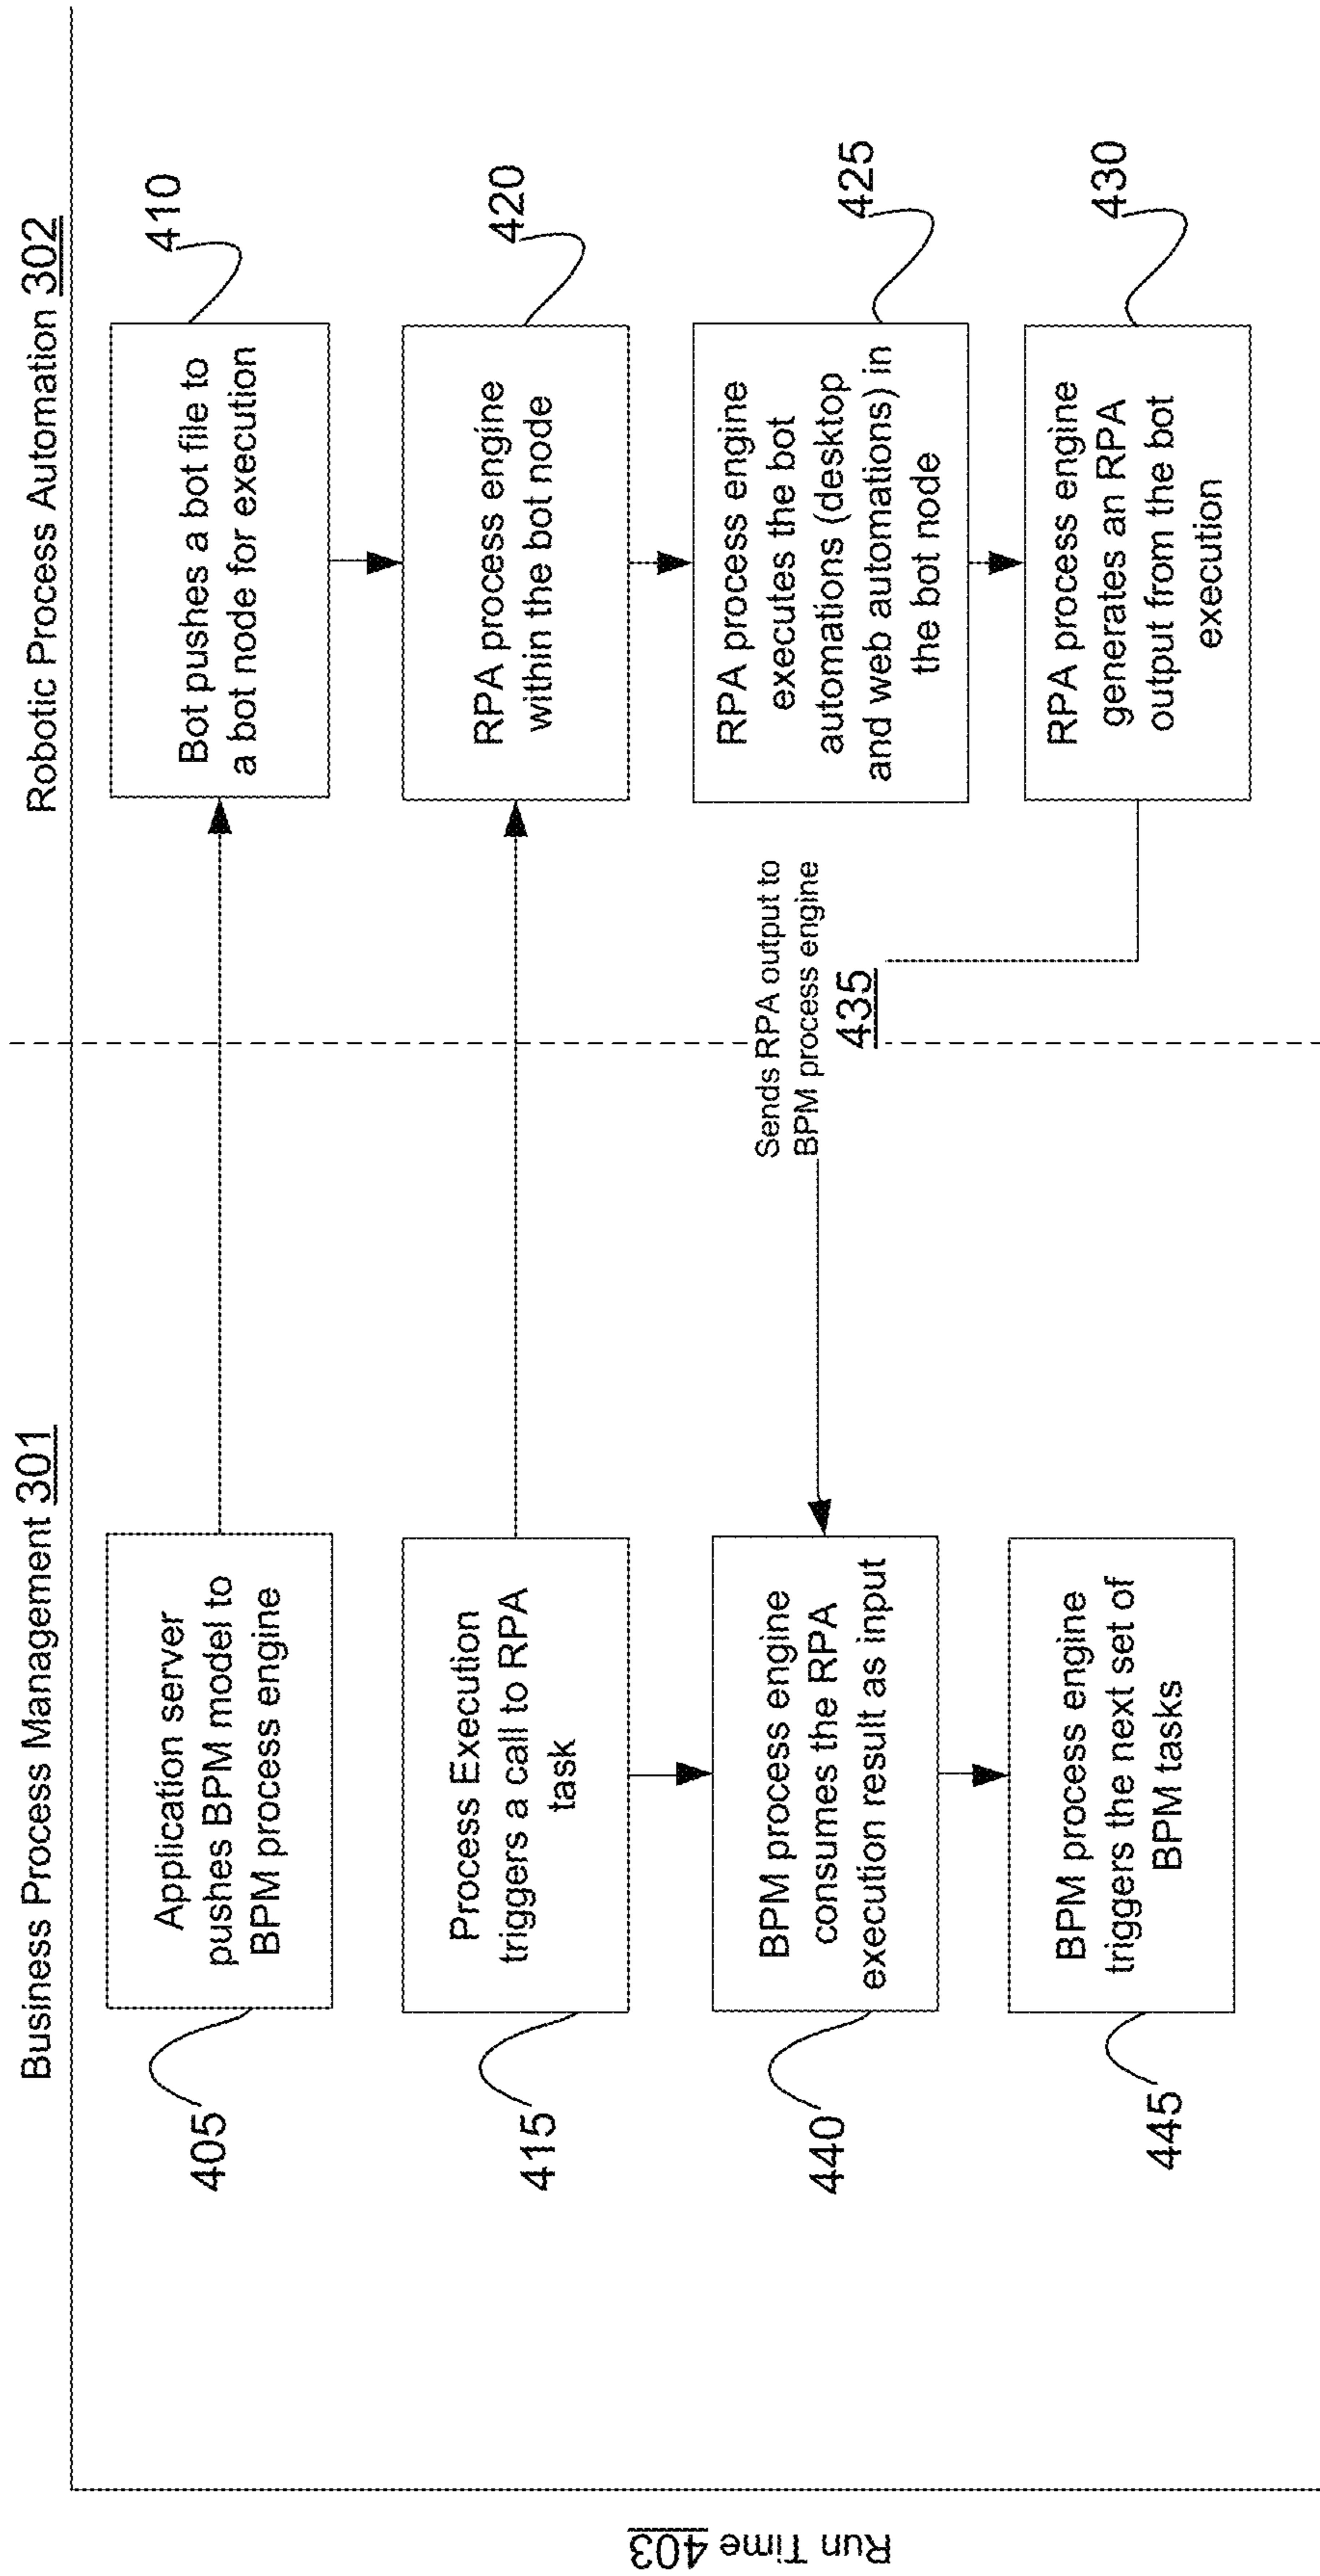 Business Process Management 301
Robotic Process Automation 302
Run Time 403
405
Application server
pushes BPM model to
BPM process engine
Bot pushes a bot file to
a bot node for execution
410
415
Process Execution
triggers a call to RPA
task
RPA process engine
within the bot node
420
RPA process engine
executes the bot
automations (desktop
and web automations) in
the bot node
425
RPA process engine
generates an RPA
output from the bot
execution
430
Sends RPA output to
BPM process engine
435
440
BPM process engine
consumes the RPA
execution result as input
445
BPM process engine
triggers the next set of
BPM tasks